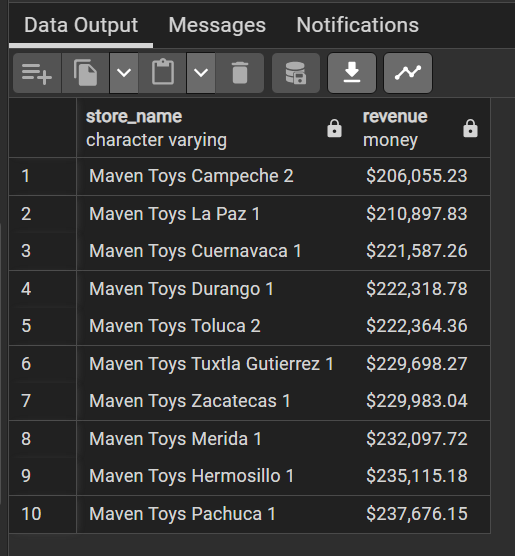 Data Output Messages Notifications
store_name revenue
character varying money
1 Maven Toys Campeche 2 $206,055.23
2 Maven Toys La Paz 1 $210,897.83
3 Maven Toys Cuernavaca 1 $221,587.26
4 Maven Toys Durango 1 $222,318.78
5 Maven Toys Toluca 2 $222,364.36
6 Maven Toys Tuxtla Gutierrez 1 $229,698.27
7 Maven Toys Zacatecas 1 $229,983.04
8 Maven Toys Merida 1 $232,097.72
9 Maven Toys Hermosillo 1 $235,115.18
10 Maven Toys Pachuca 1 $237,676.15